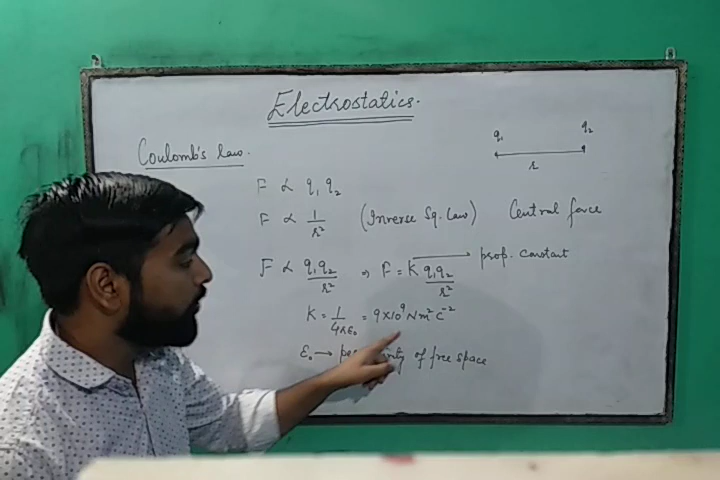 Electrostatics.
q₁ q₂
r
Coulomb's law.
F ∝ q₁ q₂
F ∝ 1/r² (Inverse Sq. Law) Central force
F ∝ q₁q₂/r² ⇒ F = K q₁q₂/r² → prop. constant
K = 1/4πε₀ = 9×10⁹ Nm² C⁻²
ε₀ → of free space